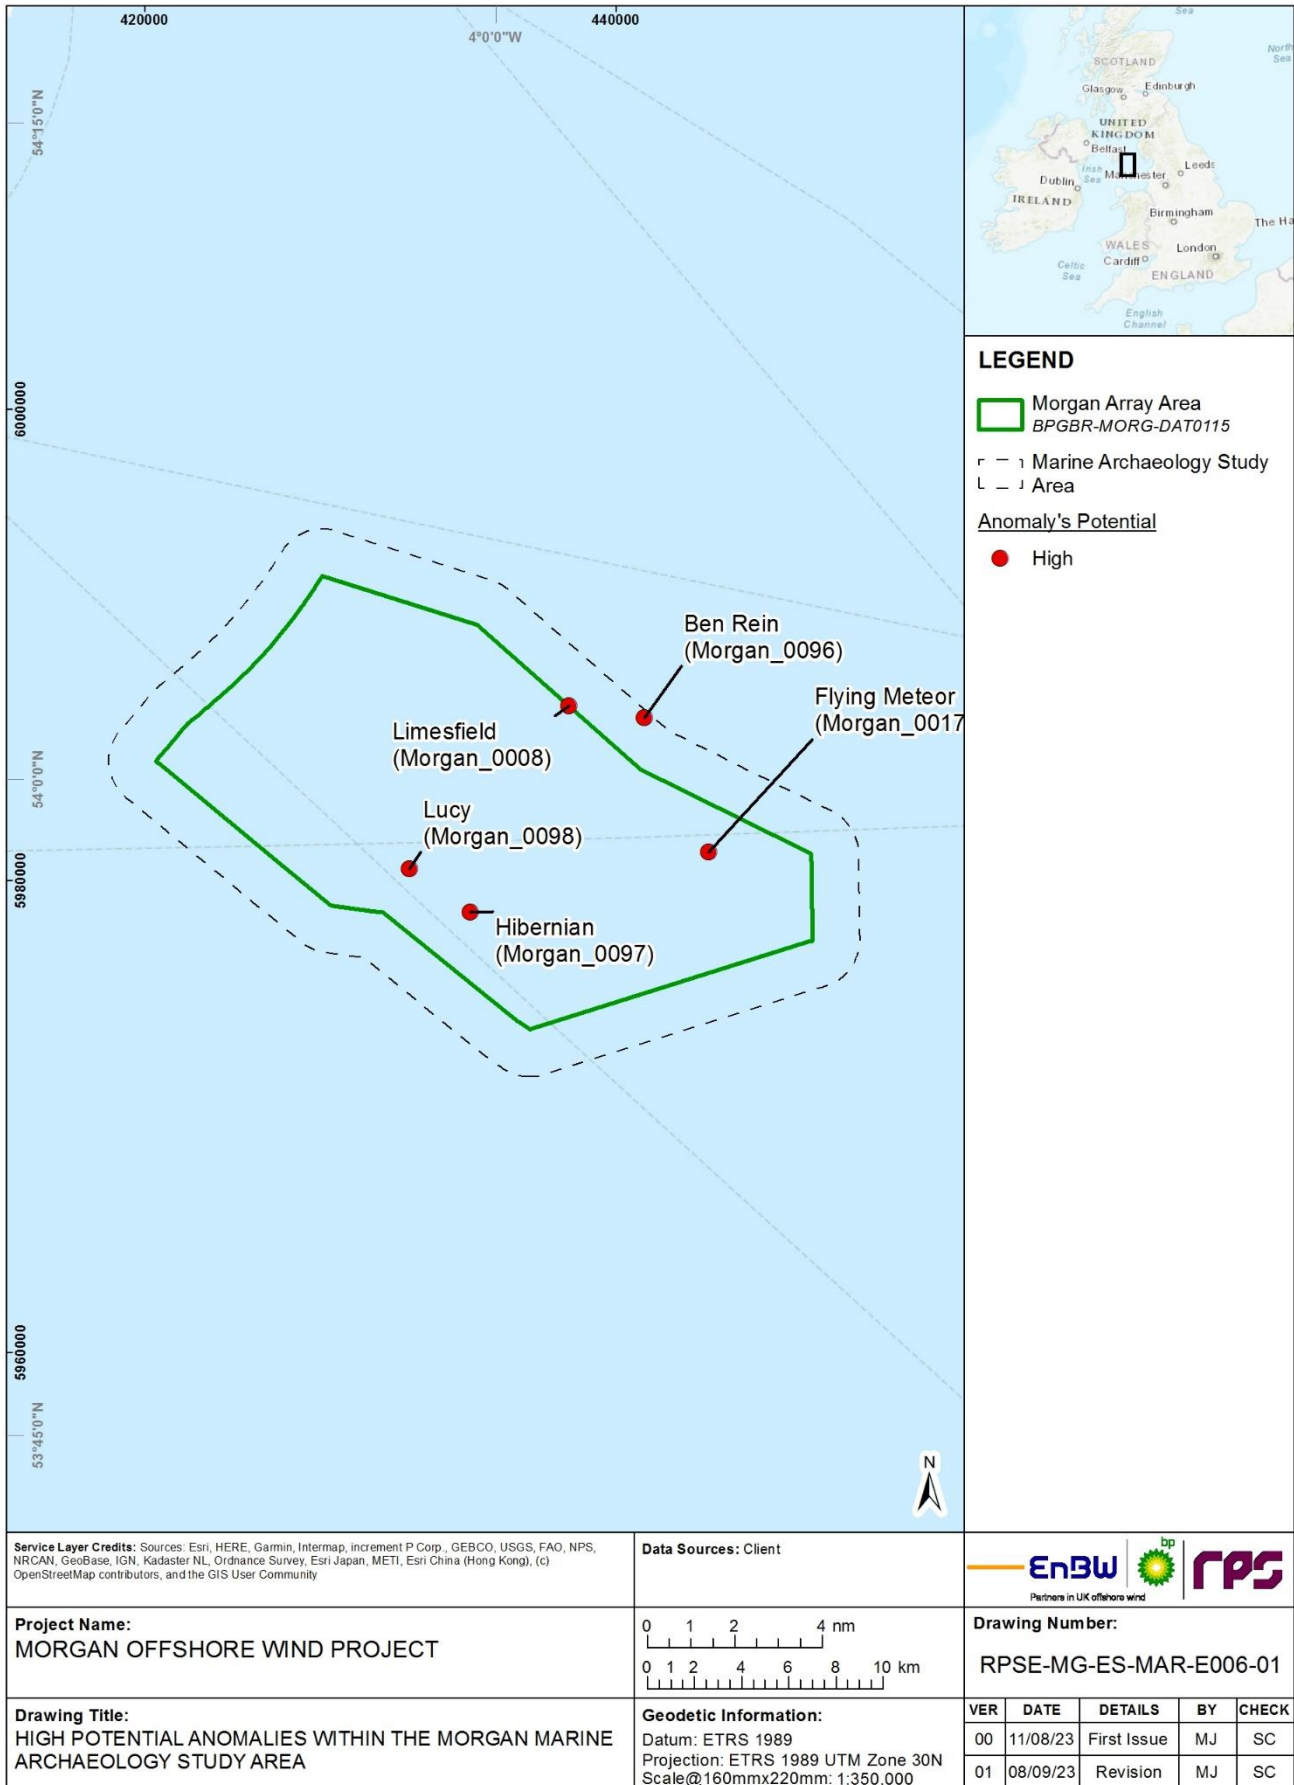 420000
440000
4°0'0"W
54°15'0"N
6000000
54°0'0"N
5980000
5960000
53°45'0"N
Ben Rein
(Morgan_0096)
Flying Meteor
(Morgan_0017
Limesfield
(Morgan_0008)
Lucy
(Morgan_0098)
Hibernian
(Morgan_0097)
N
Sea
North
Sea
SCOTLAND
Glasgow
Edinburgh
UNITED
KINGDOM
Belfast
Irish
Sea
Leeds
Manchester
Dublin
IRELAND
Birmingham
The Ha
WALES
London
Cardiff
Celtic
Sea
ENGLAND
English
Channel
LEGEND
Morgan Array Area
BPGBR-MORG-DAT0115
Marine Archaeology Study
Area
Anomaly's Potential
High
Service Layer Credits: Sources: Esri, HERE, Garmin, Intermap, increment P Corp., GEBCO, USGS, FAO, NPS,
NRCAN, GeoBase, IGN, Kadaster NL, Ordnance Survey, Esri Japan, METI, Esri China (Hong Kong), (c)
OpenStreetMap contributors, and the GIS User Community
Data Sources: Client
EnBW
bp
rps
Partners in UK offshore wind
Project Name:
MORGAN OFFSHORE WIND PROJECT
0 1 2 4 nm
0 1 2 4 6 8 10 km
Drawing Number:
RPSE-MG-ES-MAR-E006-01
Drawing Title:
HIGH POTENTIAL ANOMALIES WITHIN THE MORGAN MARINE
ARCHAEOLOGY STUDY AREA
Geodetic Information:
Datum: ETRS 1989
Projection: ETRS 1989 UTM Zone 30N
Scale@160mmx220mm: 1:350,000
VER DATE DETAILS BY CHECK
00 11/08/23 First Issue MJ SC
01 08/09/23 Revision MJ SC